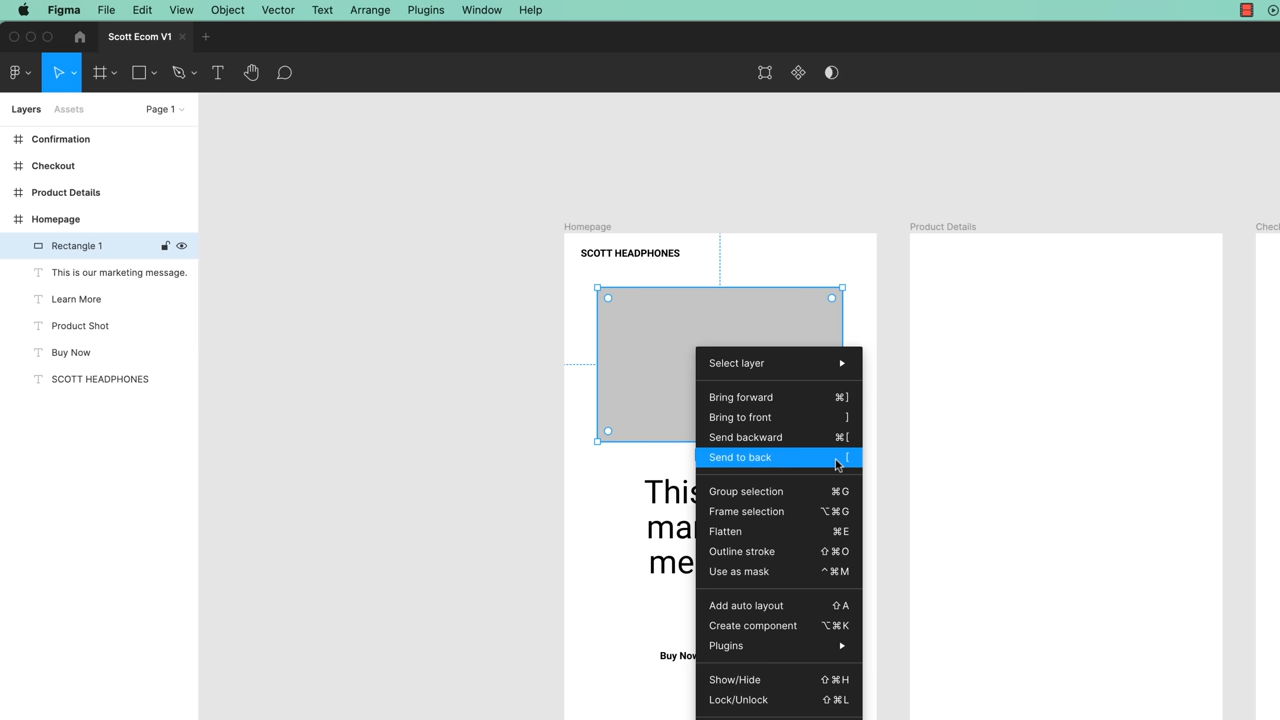 Figma File Edit View Object Vector Text Arrange Plugins Window Help
Scott Ecom V1
Layers Assets Page 1
Confirmation
Checkout
Product Details
Homepage
Rectangle 1
This is our marketing message.
Learn More
Product Shot
Buy Now
SCOTT HEADPHONES
Homepage
Product Details
SCOTT HEADPHONES
Select layer
Bring forward ⌘]
Bring to front ]
Send backward ⌘[
Send to back [
Group selection ⌘G
Frame selection ⌥⌘G
Flatten ⌘E
Outline stroke ⇧⌘O
Use as mask ^⌘M
Add auto layout ⇧A
Create component ⌥⌘K
Plugins
Show/Hide ⇧⌘H
Lock/Unlock ⇧⌘L
This
Buy Now